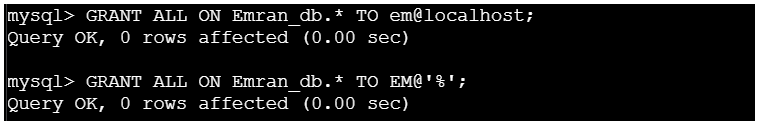 mysql> GRANT ALL ON Emran_db.* TO em@localhost;
Query OK, 0 rows affected (0.00 sec)
mysql> GRANT ALL ON Emran_db.* TO EM@'%';
Query OK, 0 rows affected (0.00 sec)